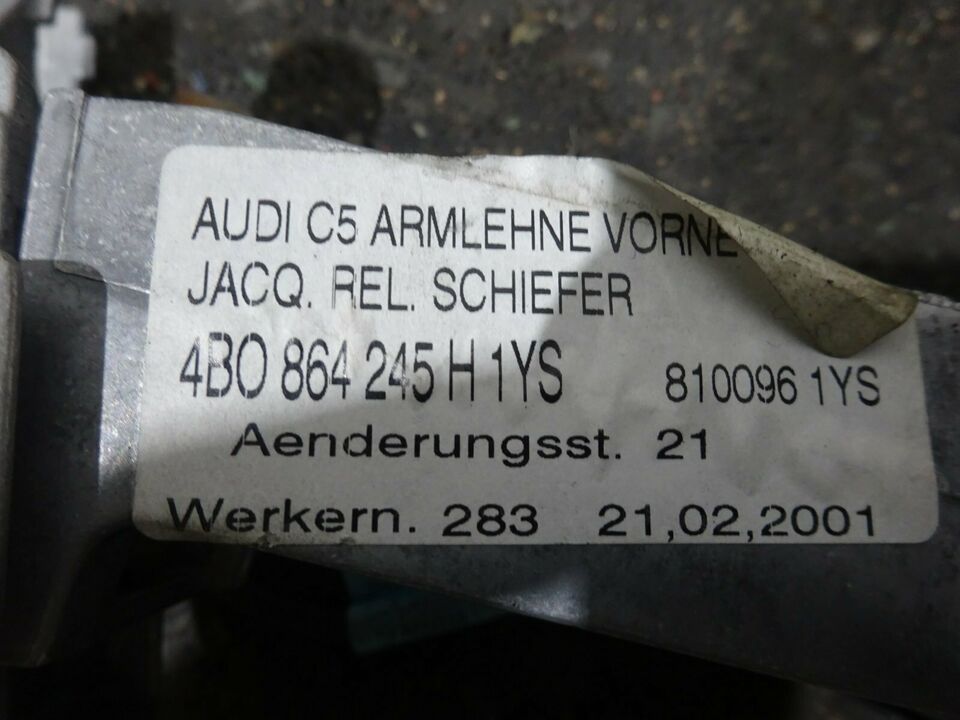 AUDI C5 ARMLEHNE VORNE
JACQ. REL. SCHIEFER
4B0 864 245 H 1YS 810096 1YS
Aenderungsst. 21
Werkern. 283 21,02,2001